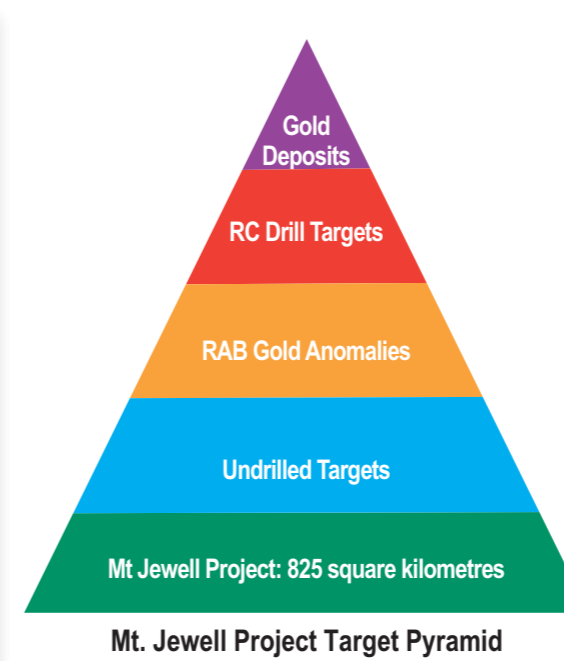 Gold
Deposits
RC Drill Targets
RAB Gold Anomalies
Undrilled Targets
Mt Jewell Project: 825 square kilometres
Mt. Jewell Project Target Pyramid